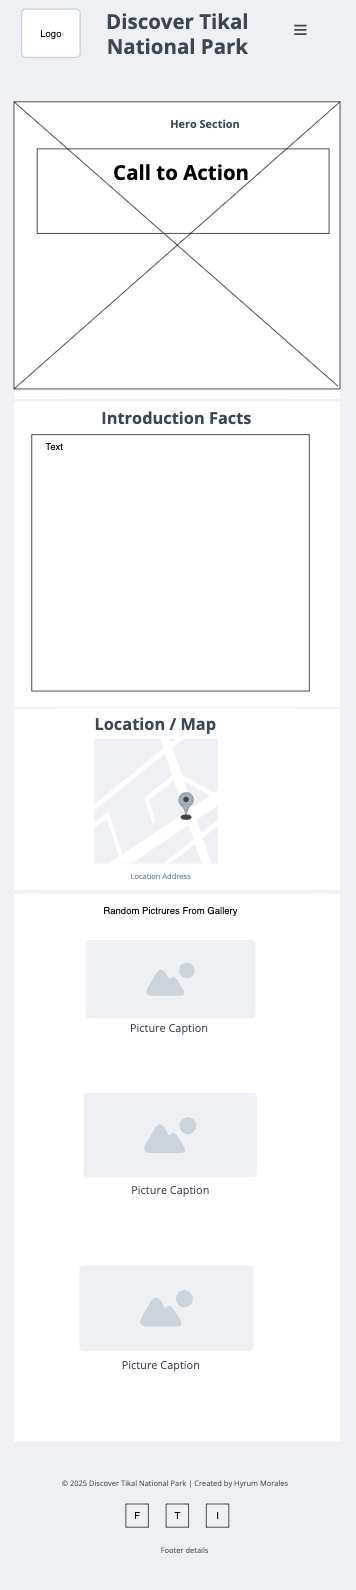 Logo
Discover Tikal
National Park
Hero Section
Call to Action
Introduction Facts
Text
Location / Map
Location Address
Random Pictrures From Gallery
Picture Caption
Picture Caption
Picture Caption
© 2025 Discover Tikal National Park | Created by Hyrum Morales
F T I
Footer details